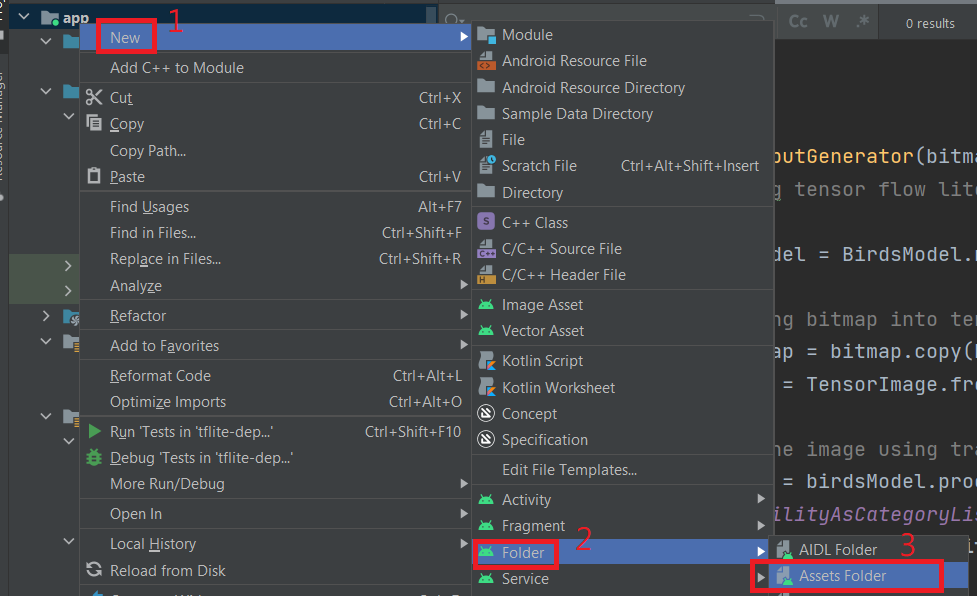 app
1
Cc W .* 0 results
New
Add C++ to Module
Cut Ctrl+X
Copy Ctrl+C
Copy Path...
Paste Ctrl+V
Find Usages Alt+F7
Find in Files... Ctrl+Shift+F
Replace in Files... Ctrl+Shift+R
Analyze
Refactor
Add to Favorites
Reformat Code Ctrl+Alt+L
Optimize Imports Ctrl+Alt+O
Run 'Tests in 'tflite-dep...' Ctrl+Shift+F10
Debug 'Tests in 'tflite-dep...'
More Run/Debug
Open In
Local History
Reload from Disk
Module
Android Resource File
Android Resource Directory
Sample Data Directory
File
Scratch File Ctrl+Alt+Shift+Insert
Directory
C++ Class
C/C++ Source File
C/C++ Header File
Image Asset
Vector Asset
Kotlin Script
Kotlin Worksheet
Concept
Specification
Edit File Templates...
Activity
Fragment
Folder 2
Service
3
AIDL Folder
Assets Folder
utGenerator(bitma
g tensor flow lite
del = BirdsModel.
ng bitmap into te
ap = bitmap.copy(
= TensorImage.fro
ne image using tra
= birdsModel.pro
ilityAsCategoryLis